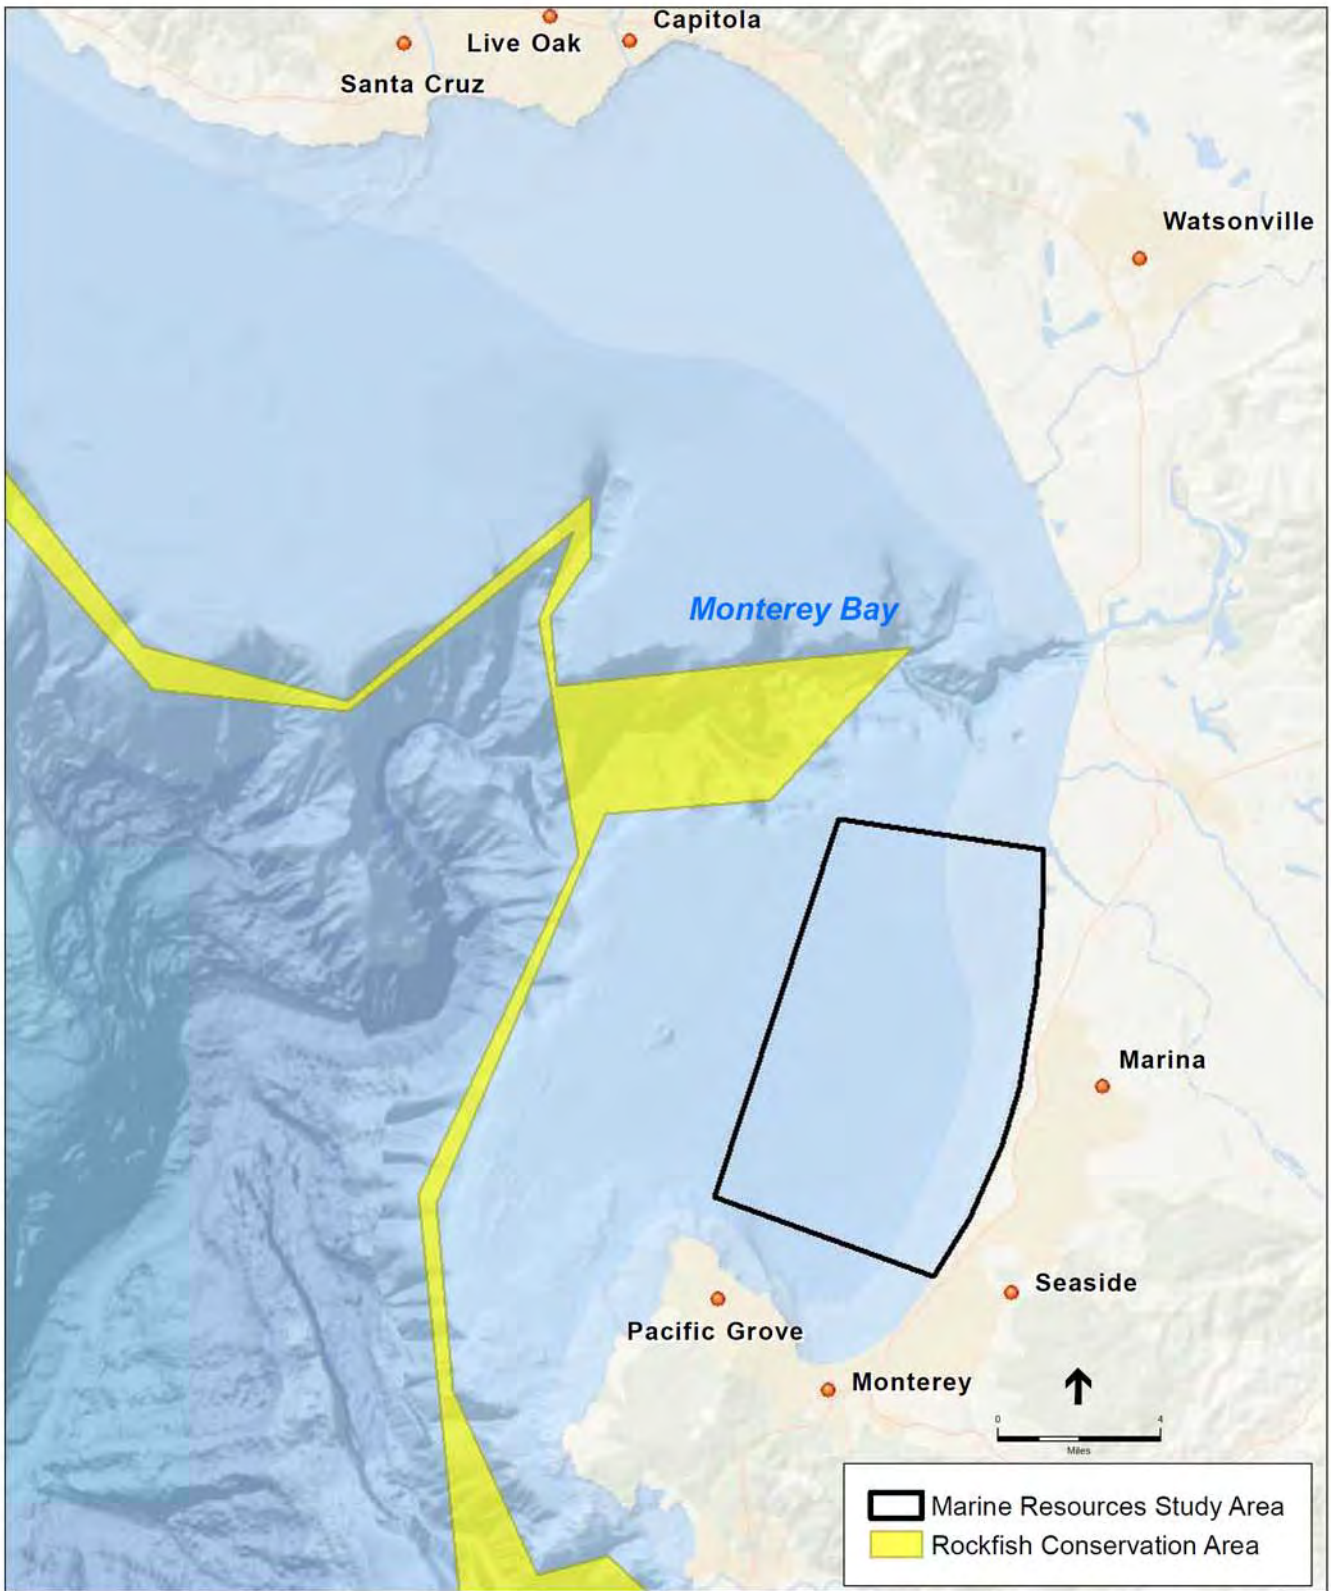 Capitola
Live Oak
Santa Cruz
Watsonville
Monterey Bay
Marina
Seaside
Pacific Grove
Monterey
0 4
Miles
Marine Resources Study Area
Rockfish Conservation Area